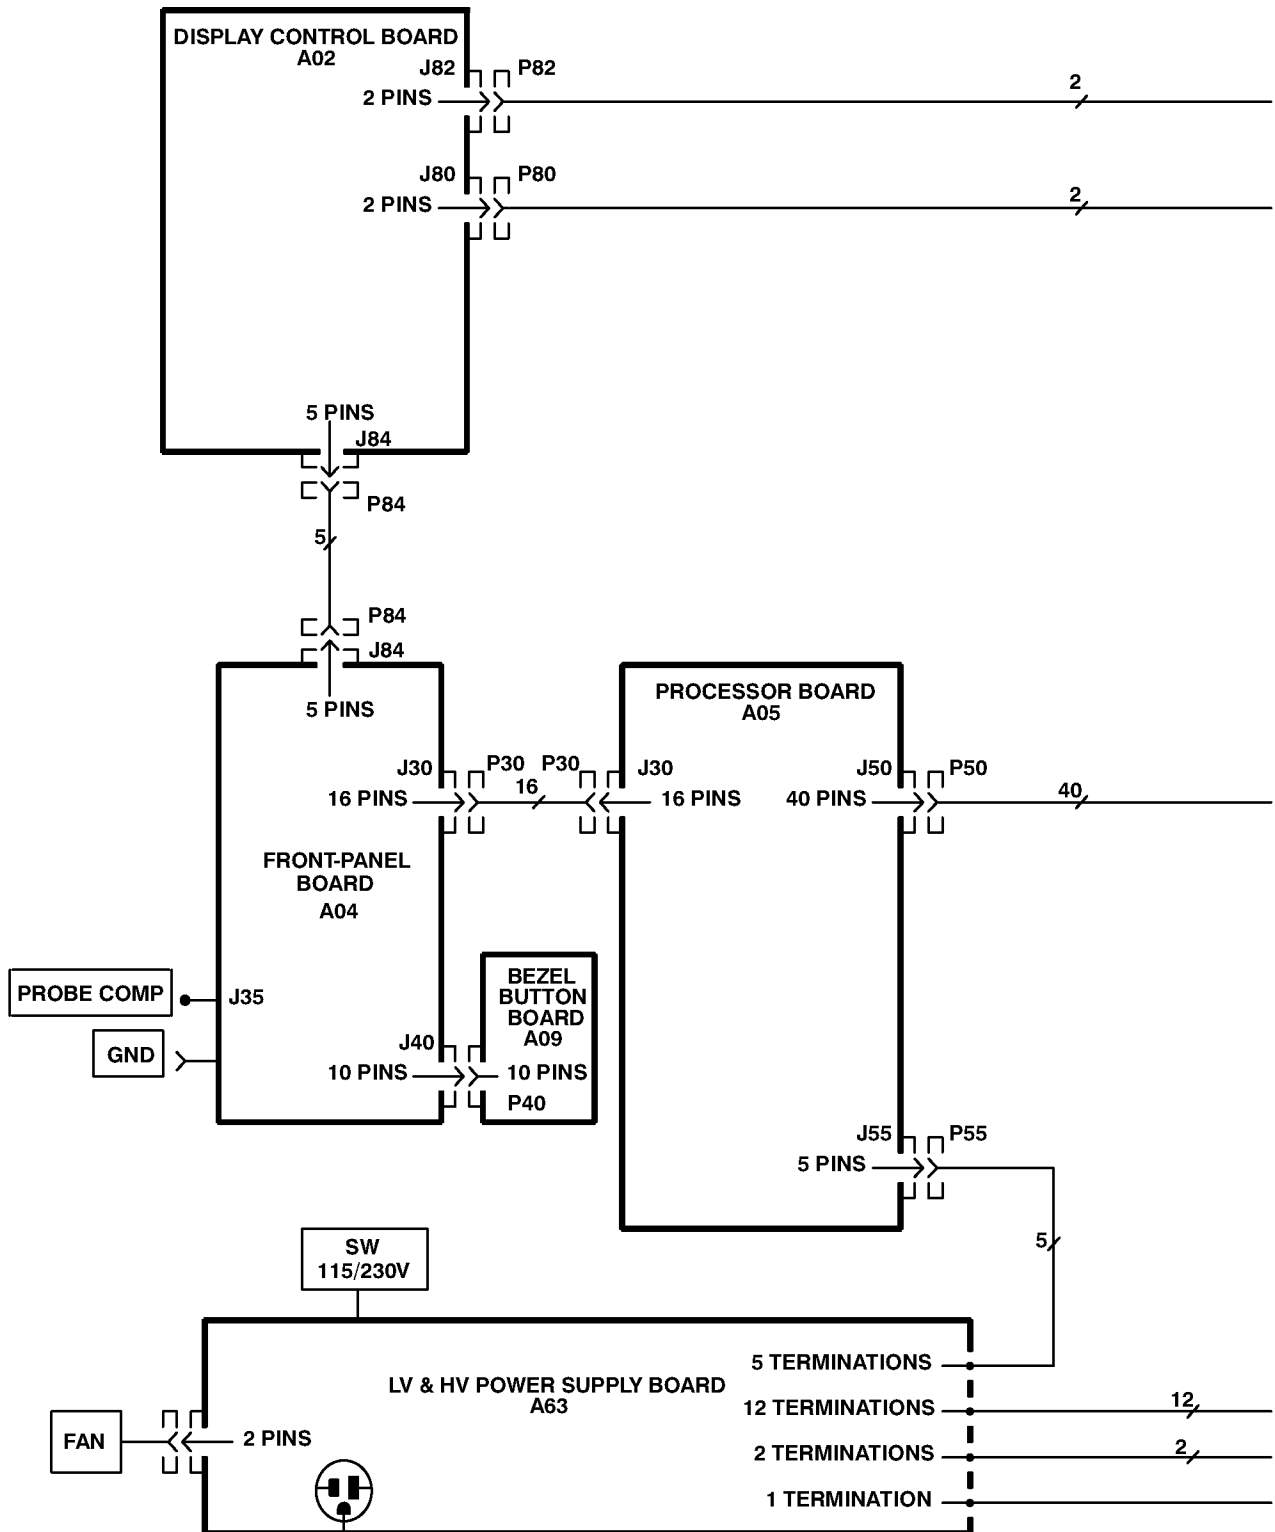 DISPLAY CONTROL BOARD
A02
J82 P82
2 PINS
2
J80 P80
2 PINS
2
5 PINS
J84
P84
5
P84
J84
5 PINS
PROCESSOR BOARD
A05
J30 P30 P30 J30
16 PINS 16 16 PINS
J50 P50
40 PINS 40
FRONT-PANEL
BOARD
A04
PROBE COMP
J35
GND
BEZEL
BUTTON
BOARD
A09
J40
10 PINS
10 PINS
P40
J55 P55
5 PINS
5
SW
115/230V
LV & HV POWER SUPPLY BOARD
A63
5 TERMINATIONS
12 TERMINATIONS 12
FAN
2 PINS
2 TERMINATIONS 2
1 TERMINATION